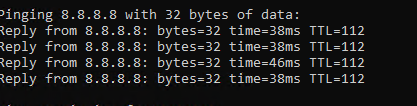 Pinging 8.8.8.8 with 32 bytes of data:
Reply from 8.8.8.8: bytes=32 time=38ms TTL=112
Reply from 8.8.8.8: bytes=32 time=38ms TTL=112
Reply from 8.8.8.8: bytes=32 time=46ms TTL=112
Reply from 8.8.8.8: bytes=32 time=38ms TTL=112